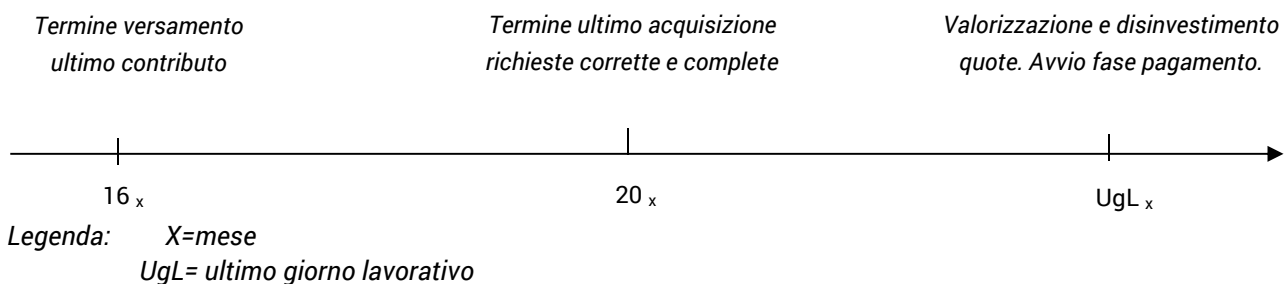 Termine versamento
ultimo contributo
Termine ultimo acquisizione
richieste corrette e complete
Valorizzazione e disinvestimento
quote. Avvio fase pagamento.
16 x
20 x
UgL x
Legenda: X=mese
UgL= ultimo giorno lavorativo